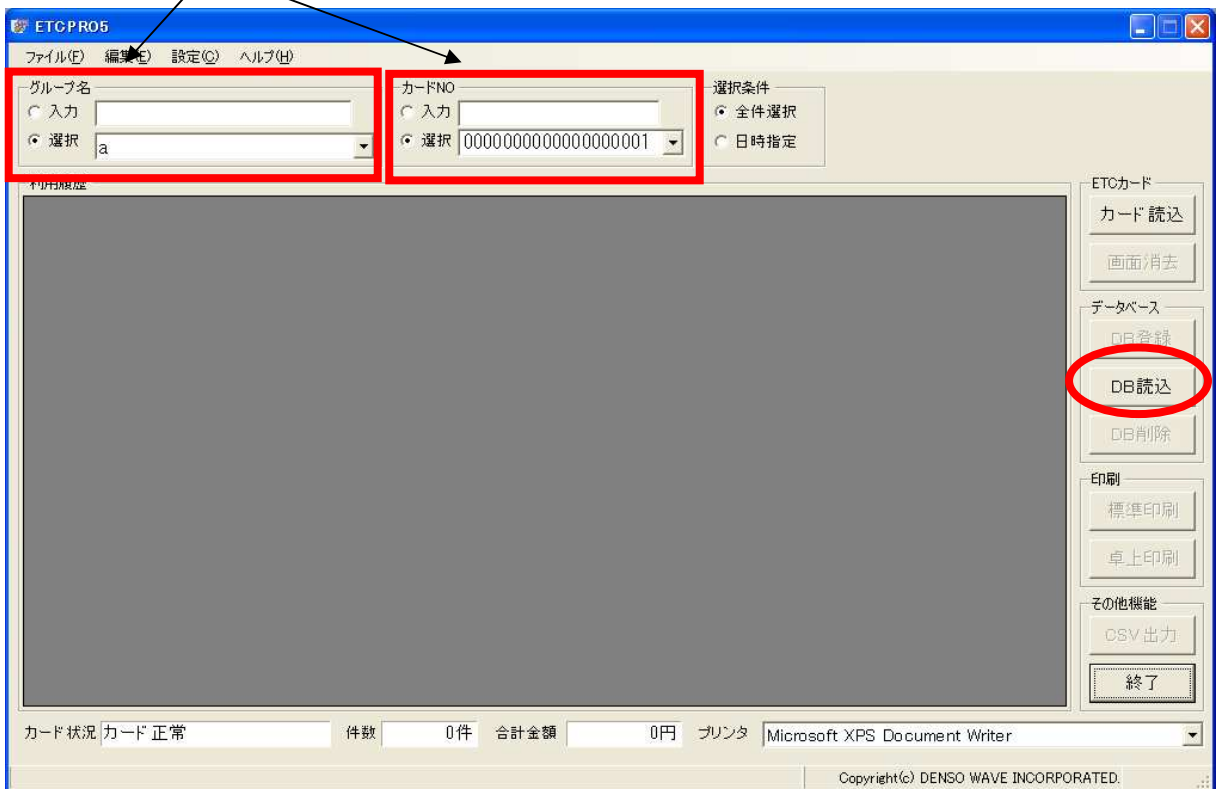 ETCPRO5
ファイル(F) 編集(E) 設定(C) ヘルプ(H)
グループ名
入力
選択 a
カードNO
入力
選択 00000000000000000001
選択条件
全件選択
日時指定
利用履歴
ETCカード
カード読込
画面消去
データベース
DB登録
DB読込
DB削除
印刷
標準印刷
卓上印刷
その他機能
CSV出力
終了
カード状況 カード正常 件数 0件 合計金額 0円 プリンタ Microsoft XPS Document Writer
Copyright(c) DENSO WAVE INCORPORATED.